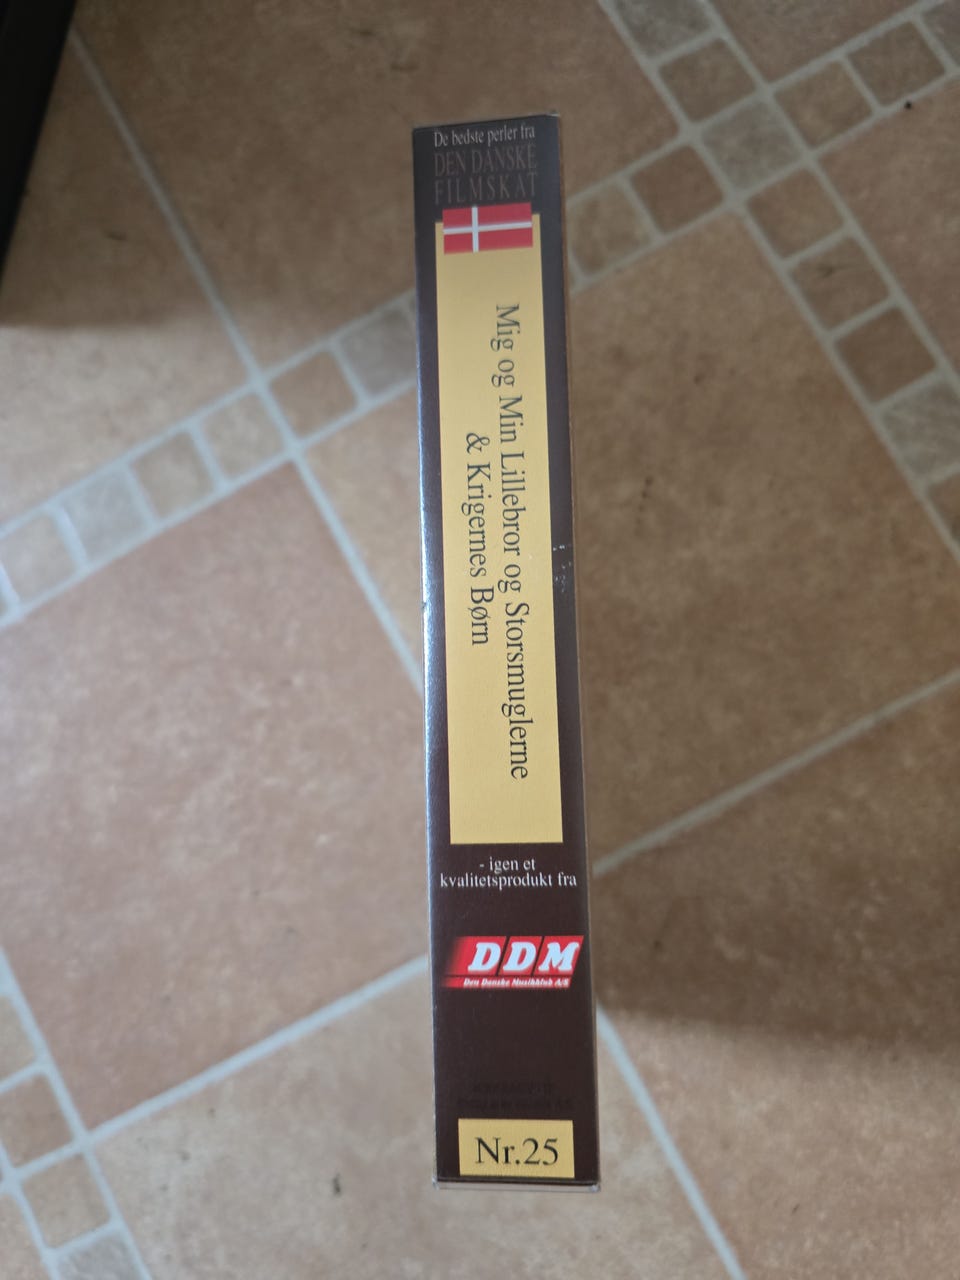 De bedste perler fra
DEN DANSKE
FILMSKAT
Mig og Min Lillebror og Storsmuglerne
& Krigernes Børn
- igen et
kvalitetsprodukt fra
DDM
Den Danske Musikklub A/S
Nr.25